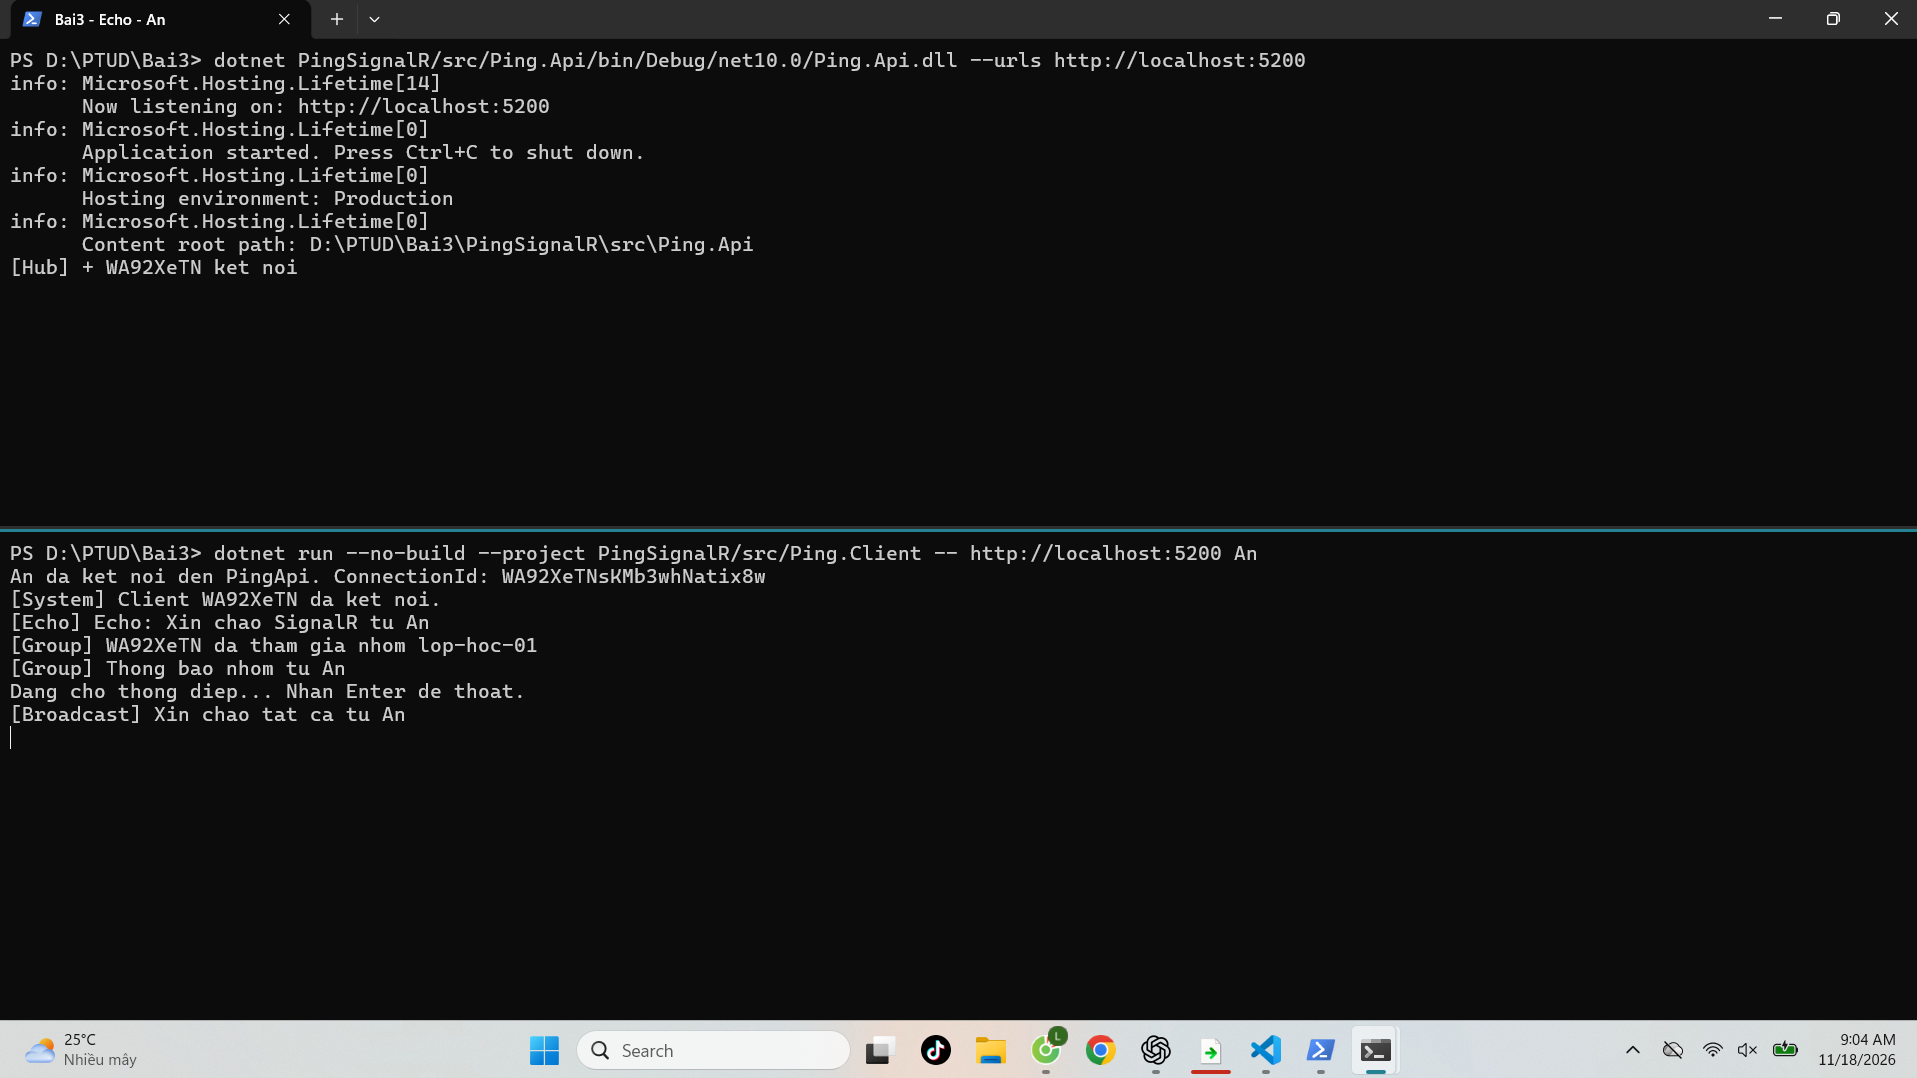 Bai3 - Echo - An
PS D:\PTUD\Bai3> dotnet PingSignalR/src/Ping.Api/bin/Debug/net10.0/Ping.Api.dll --urls http://localhost:5200
info: Microsoft.Hosting.Lifetime[14]
      Now listening on: http://localhost:5200
info: Microsoft.Hosting.Lifetime[0]
      Application started. Press Ctrl+C to shut down.
info: Microsoft.Hosting.Lifetime[0]
      Hosting environment: Production
info: Microsoft.Hosting.Lifetime[0]
      Content root path: D:\PTUD\Bai3\PingSignalR\src\Ping.Api
[Hub] + WA92XeTN ket noi
PS D:\PTUD\Bai3> dotnet run --no-build --project PingSignalR/src/Ping.Client -- http://localhost:5200 An
An da ket noi den PingApi. ConnectionId: WA92XeTNsKMb3whNatix8w
[System] Client WA92XeTN da ket noi.
[Echo] Echo: Xin chao SignalR tu An
[Group] WA92XeTN da tham gia nhom lop-hoc-01
[Group] Thong bao nhom tu An
Dang cho thong diep... Nhan Enter de thoat.
[Broadcast] Xin chao tat ca tu An
25°C
Nhiều mây
Search
L
9:04 AM
11/18/2026